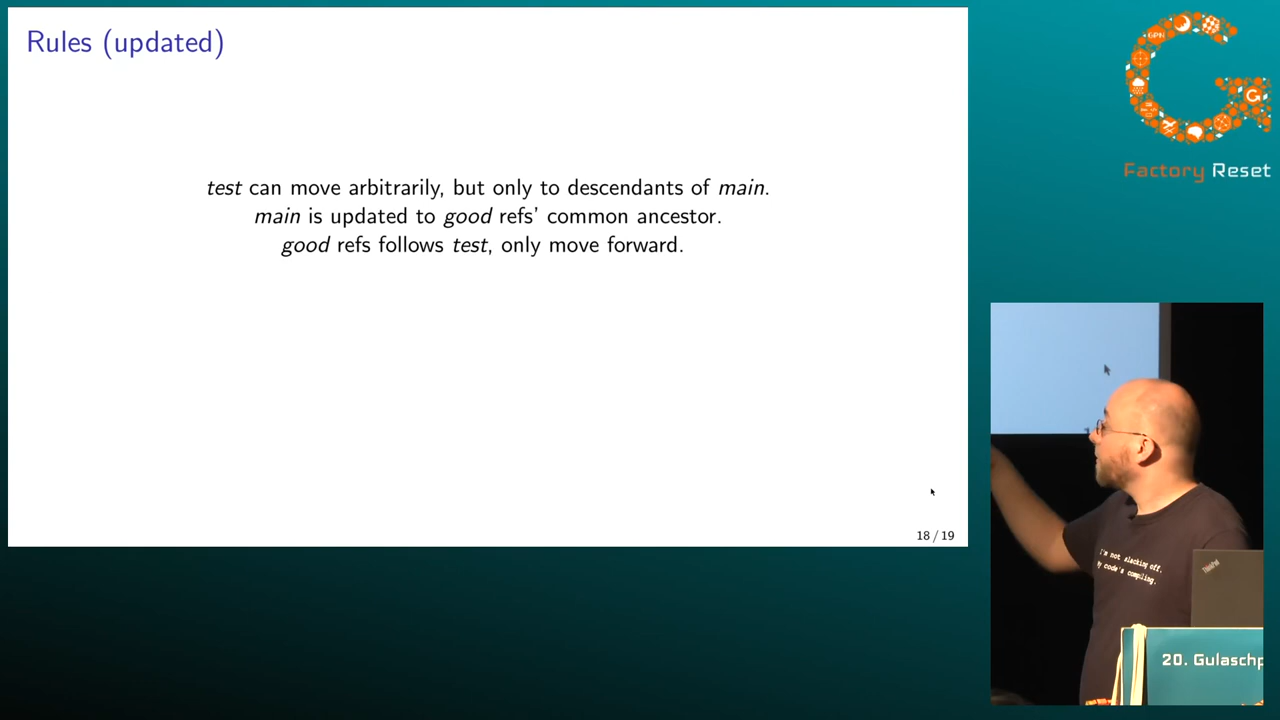 Rules (updated)
test can move arbitrarily, but only to descendants of main.
main is updated to good refs' common ancestor.
good refs follows test, only move forward.
18 / 19
GPN
Factory Reset
I'm not slacking off.
My code's compiling.
ThinkPad
20. Gulaschp